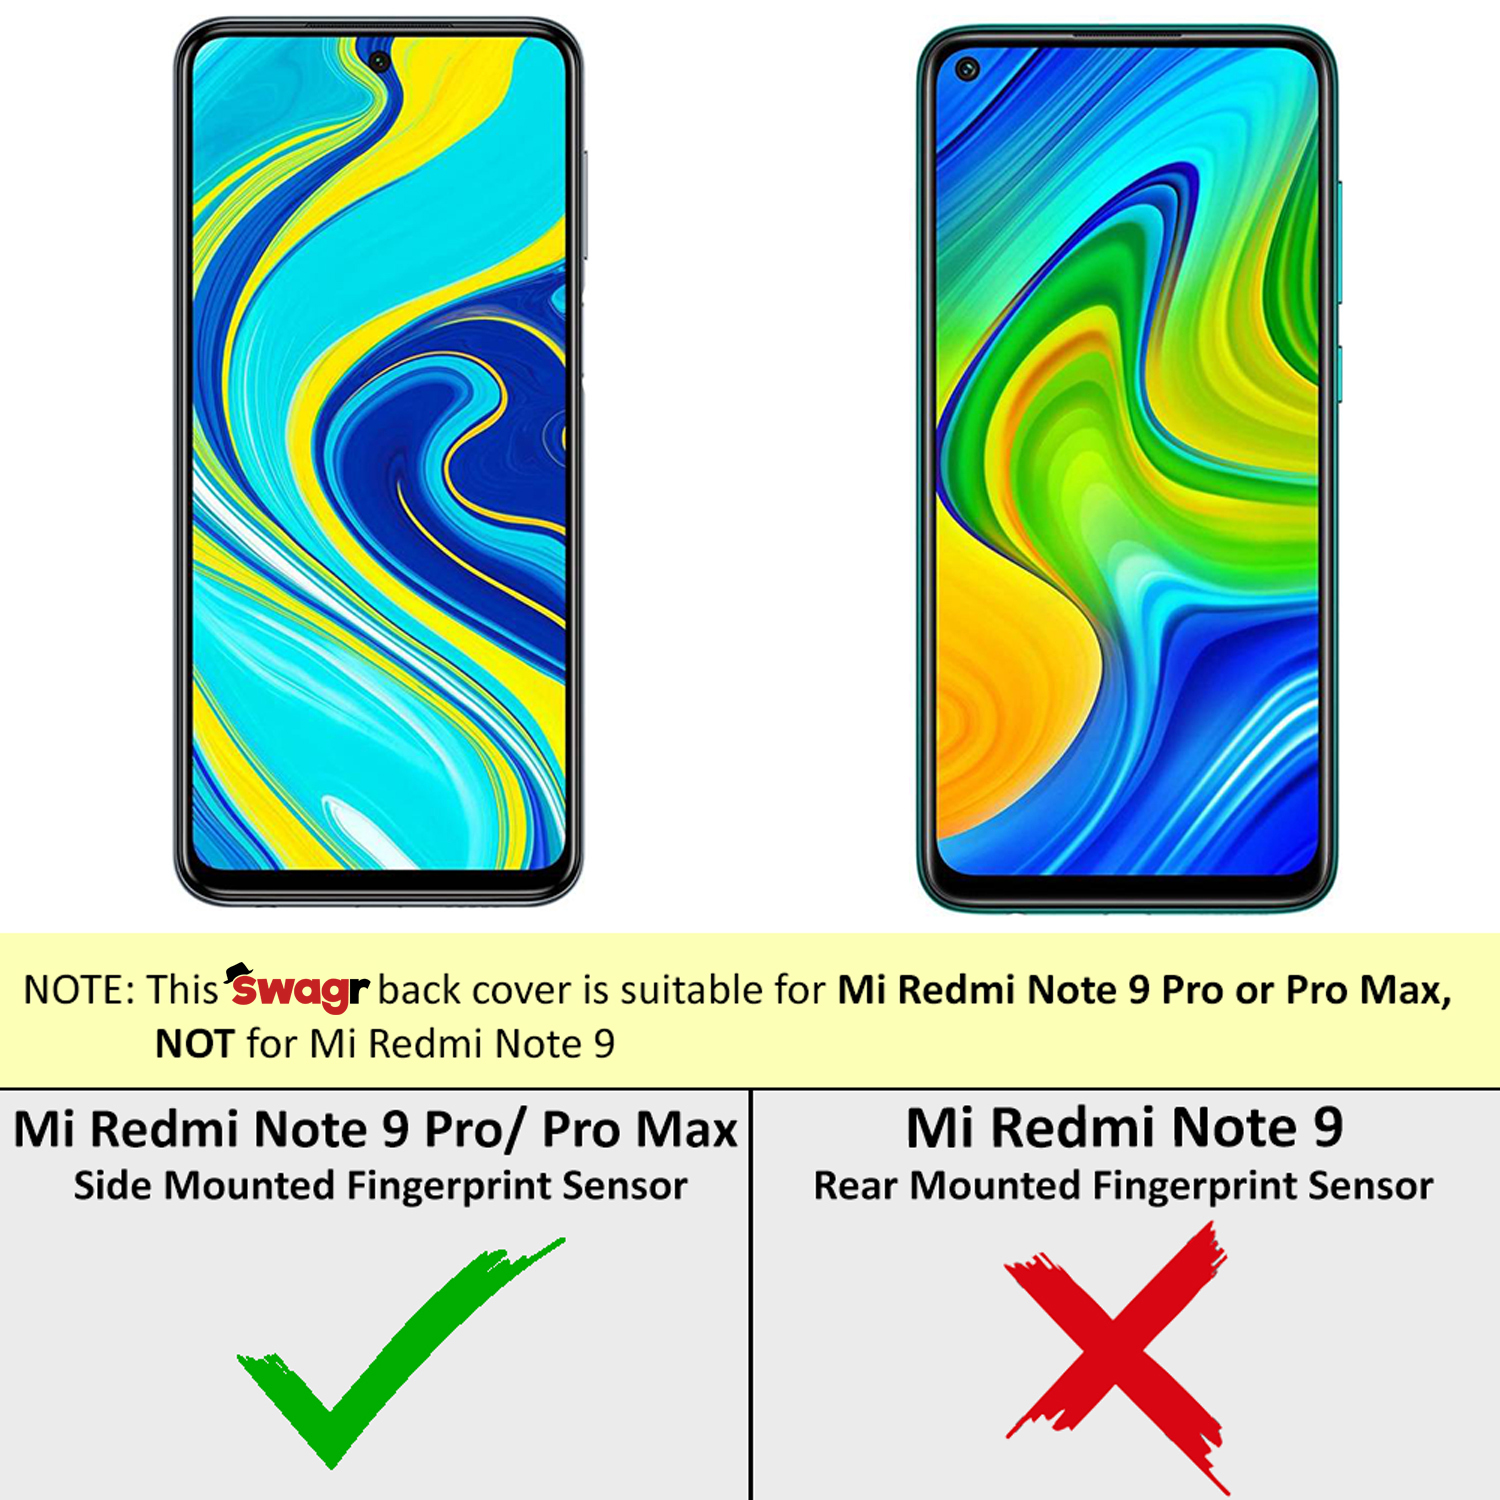 NOTE: This swagr back cover is suitable for Mi Redmi Note 9 Pro or Pro Max,
NOT for Mi Redmi Note 9
Mi Redmi Note 9 Pro/ Pro Max
Side Mounted Fingerprint Sensor
Mi Redmi Note 9
Rear Mounted Fingerprint Sensor